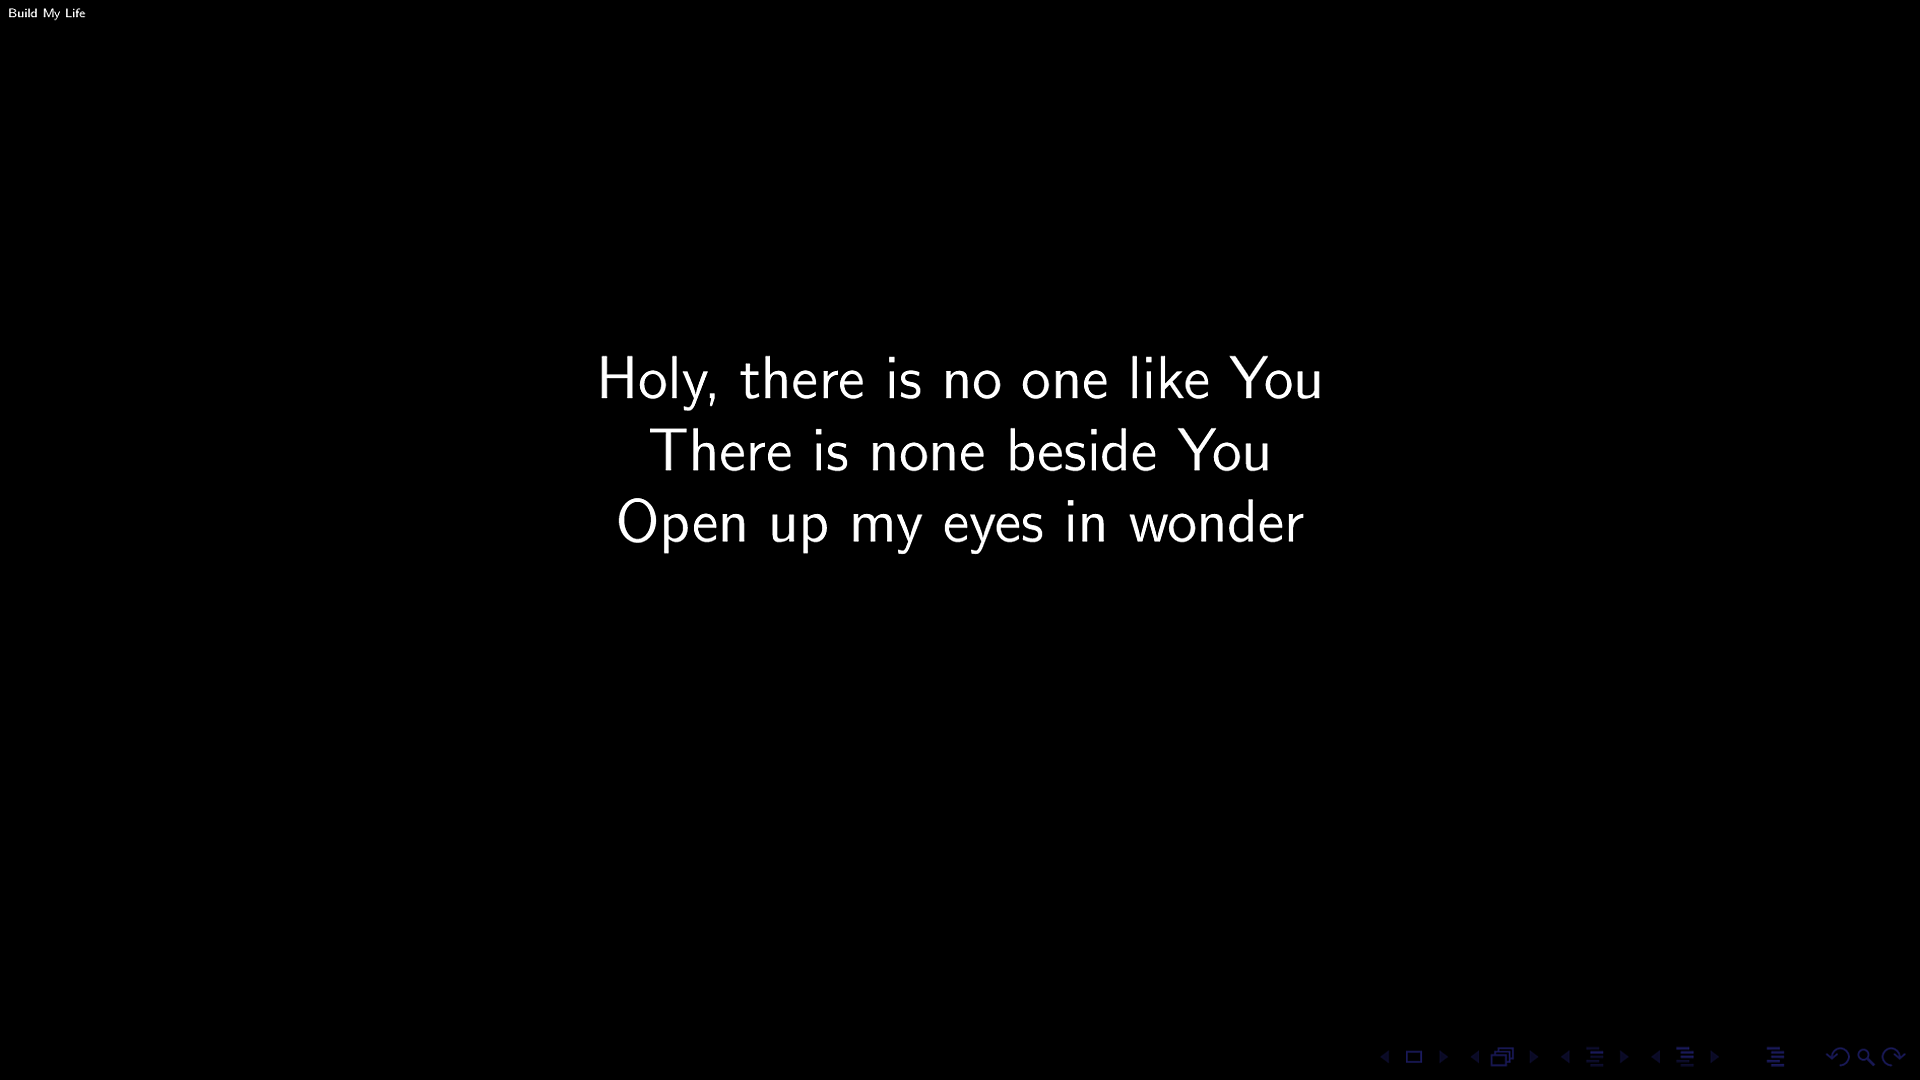 Build My Life
Holy, there is no one like You
There is none beside You
Open up my eyes in wonder